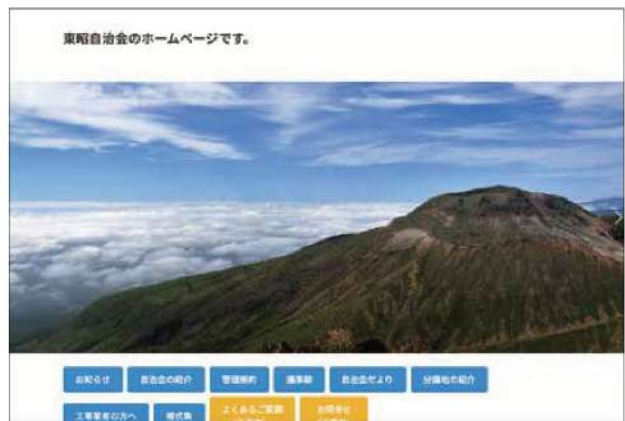 東昭自治会のホームページです。
お知らせ
自治会の紹介
管理規約
議事録
自治会だより
分譲地の紹介
工事業者の方へ
様式集
よくあるご質問
お問合せ